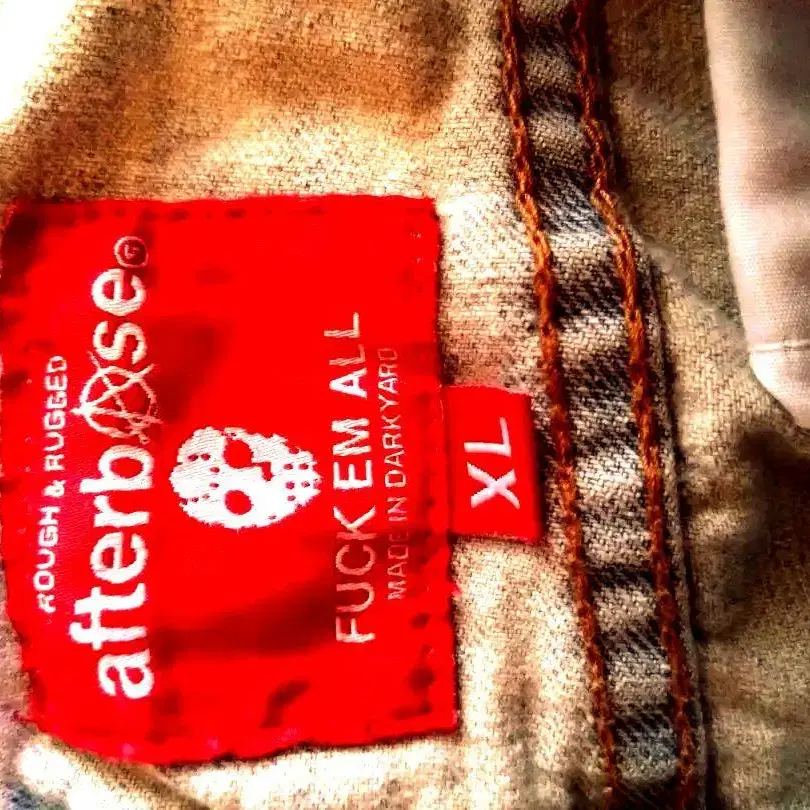 ROUGH & RUGGED
afterbase
FUCK EM ALL
MADE IN DARKYARD
XL